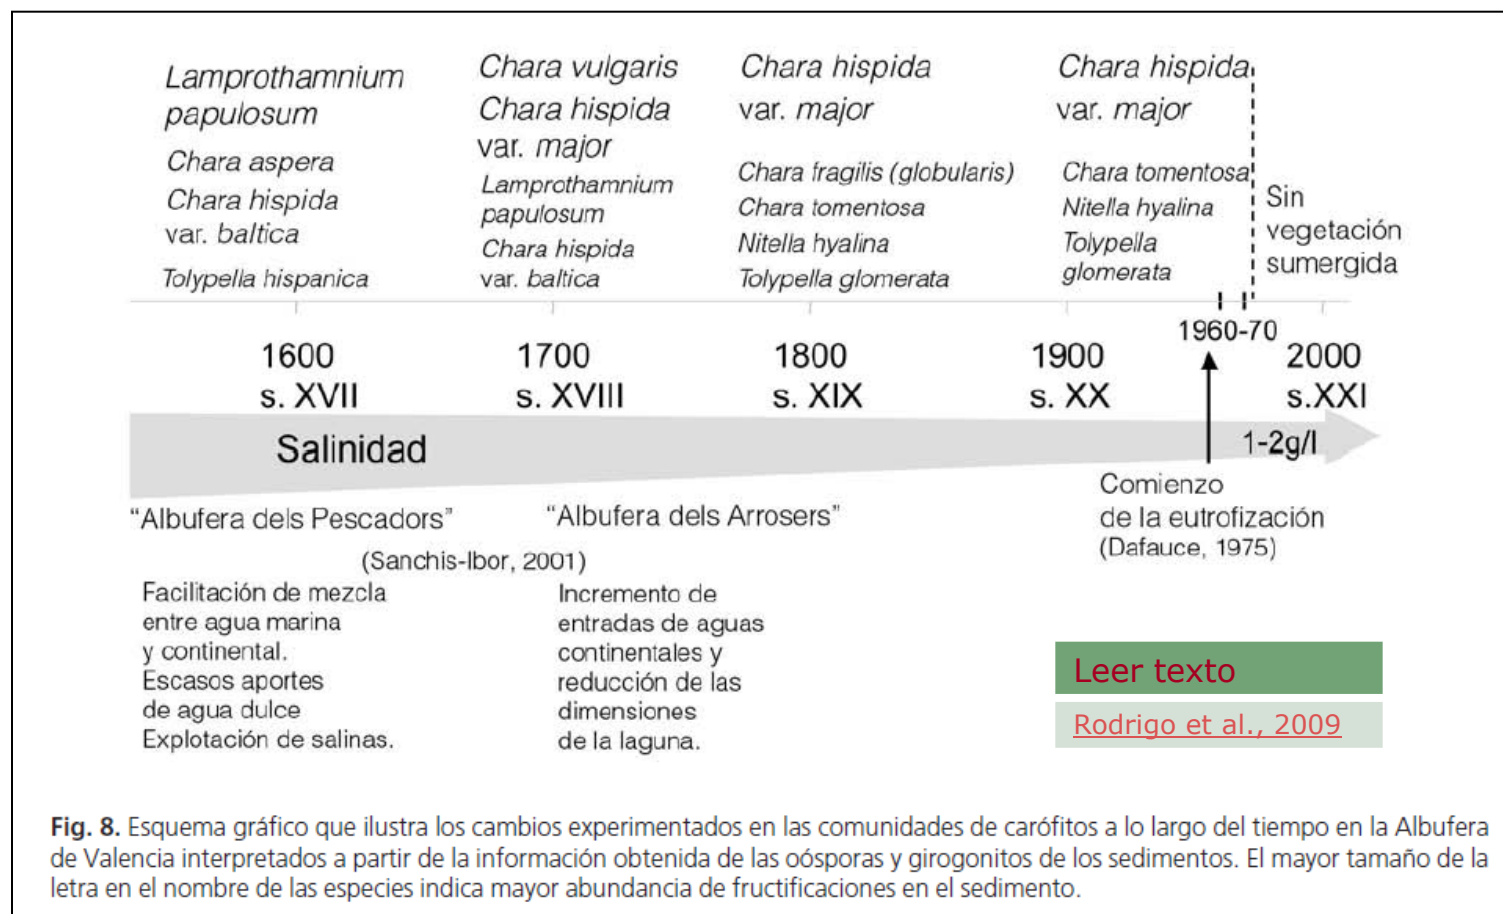 Lamprothamnium
papulosum
Chara aspera
Chara hispida
var. baltica
Tolypella hispanica
Chara vulgaris
Chara hispida
var. major
Lamprothamnium
papulosum
Chara hispida
var. baltica
Chara hispida
var. major
Chara fragilis (globularis)
Chara tomentosa
Nitella hyalina
Tolypella glomerata
Chara hispida
var. major
Chara tomentosa
Nitella hyalina
Tolypella
glomerata
Sin
vegetación
sumergida
1960-70
1600
s. XVII
1700
s. XVIII
1800
s. XIX
1900
s. XX
2000
s.XXI
Salinidad
1-2g/l
"Albufera dels Pescadors"
"Albufera dels Arrosers"
(Sanchis-Ibor, 2001)
Comienzo
de la eutrofización
(Dafauce, 1975)
Facilitación de mezcla
entre agua marina
y continental.
Escasos aportes
de agua dulce
Explotación de salinas.
Incremento de
entradas de aguas
continentales y
reducción de las
dimensiones
de la laguna.
Leer texto
Rodrigo et al., 2009
Fig. 8. Esquema gráfico que ilustra los cambios experimentados en las comunidades de carófitos a lo largo del tiempo en la Albufera
de Valencia interpretados a partir de la información obtenida de las oósporas y girogonitos de los sedimentos. El mayor tamaño de la
letra en el nombre de las especies indica mayor abundancia de fructificaciones en el sedimento.